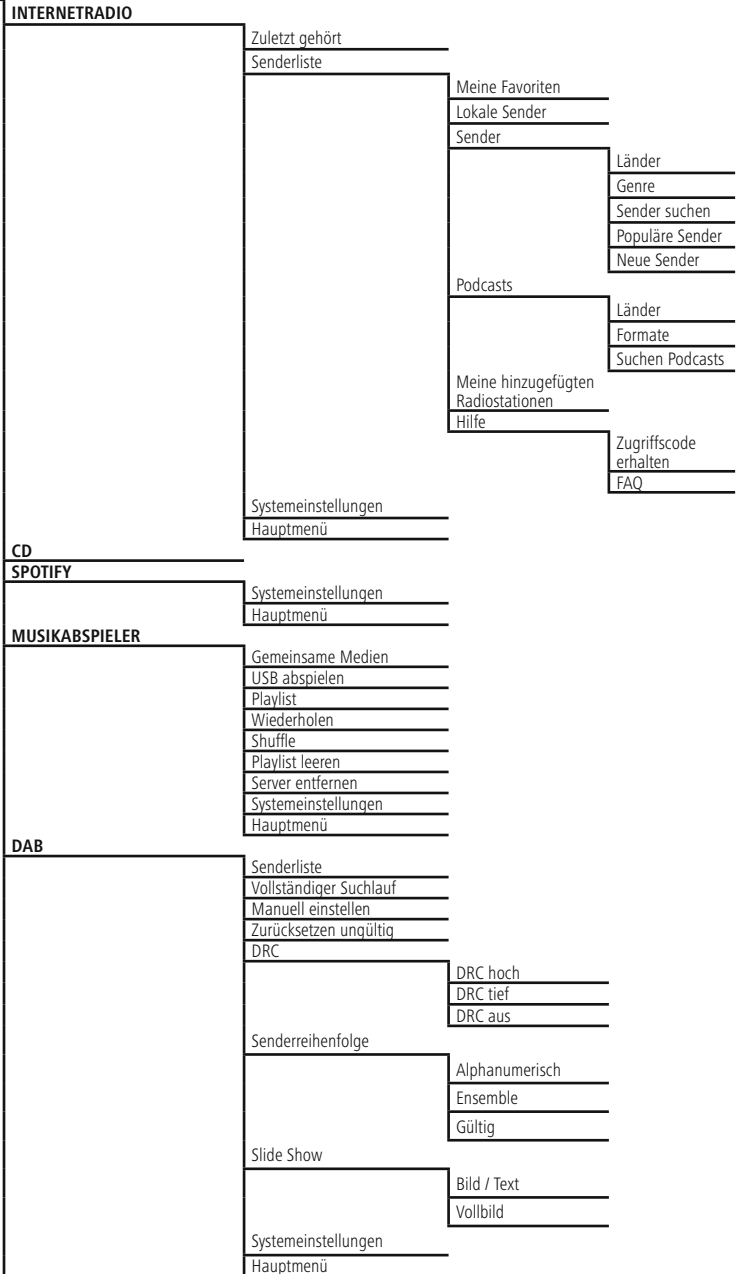 INTERNETRADIO
Zuletzt gehört
Senderliste
Meine Favoriten
Lokale Sender
Sender
Länder
Genre
Sender suchen
Populäre Sender
Neue Sender
Podcasts
Länder
Formate
Suchen Podcasts
Meine hinzugefügten
Radiostationen
Hilfe
Zugriffscode
erhalten
FAQ
Systemeinstellungen
Hauptmenü
CD
SPOTIFY
Systemeinstellungen
Hauptmenü
MUSIKABSPIELER
Gemeinsame Medien
USB abspielen
Playlist
Wiederholen
Shuffle
Playlist leeren
Server entfernen
Systemeinstellungen
Hauptmenü
DAB
Senderliste
Vollständiger Suchlauf
Manuell einstellen
Zurücksetzen ungültig
DRC
DRC hoch
DRC tief
DRC aus
Senderreihenfolge
Alphanumerisch
Ensemble
Gültig
Slide Show
Bild / Text
Vollbild
Systemeinstellungen
Hauptmenü